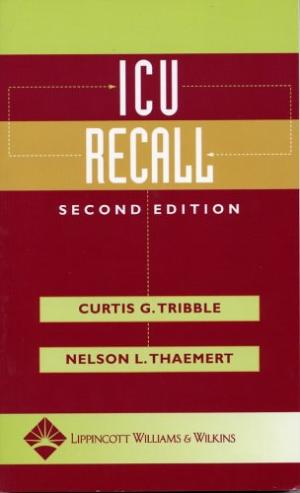 ICU
RECALL
SECOND EDITION
CURTIS G. TRIBBLE
NELSON L. THAEMERT
LIPPINCOTT WILLIAMS & WILKINS